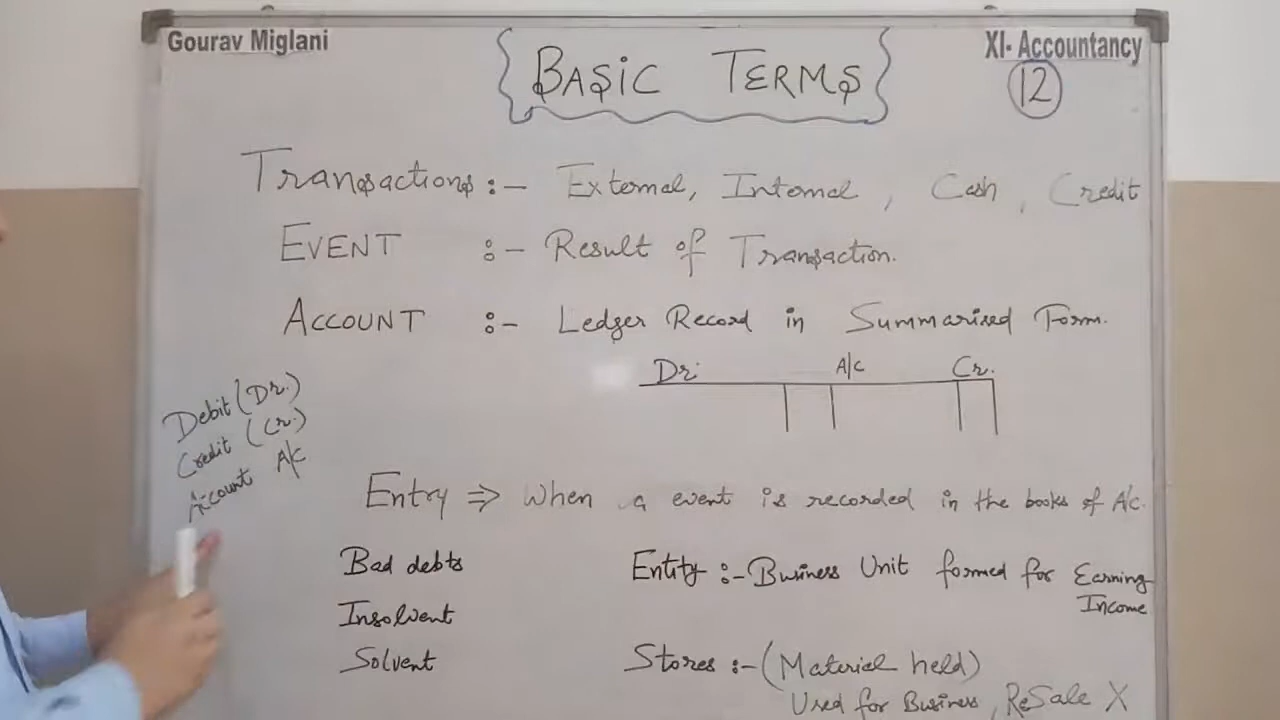 Gourav Miglani
XI- Accountancy
BASIC TERMS
12
Transactions :- External, Internal, Cash, Credit
EVENT :- Result of Transaction.
ACCOUNT :- Ledger Record in Summarised Form.
Dr. A/c Cr.
Debit (Dr.)
Credit (Cr.)
Account A/c
Entry ⇒ When a event is recorded in the books of A/c.
Bad debts
Entity :- Business Unit formed for Earning
Income
Insolvent
Solvent
Stores :- (Material held)
Used for Business, ReSale X